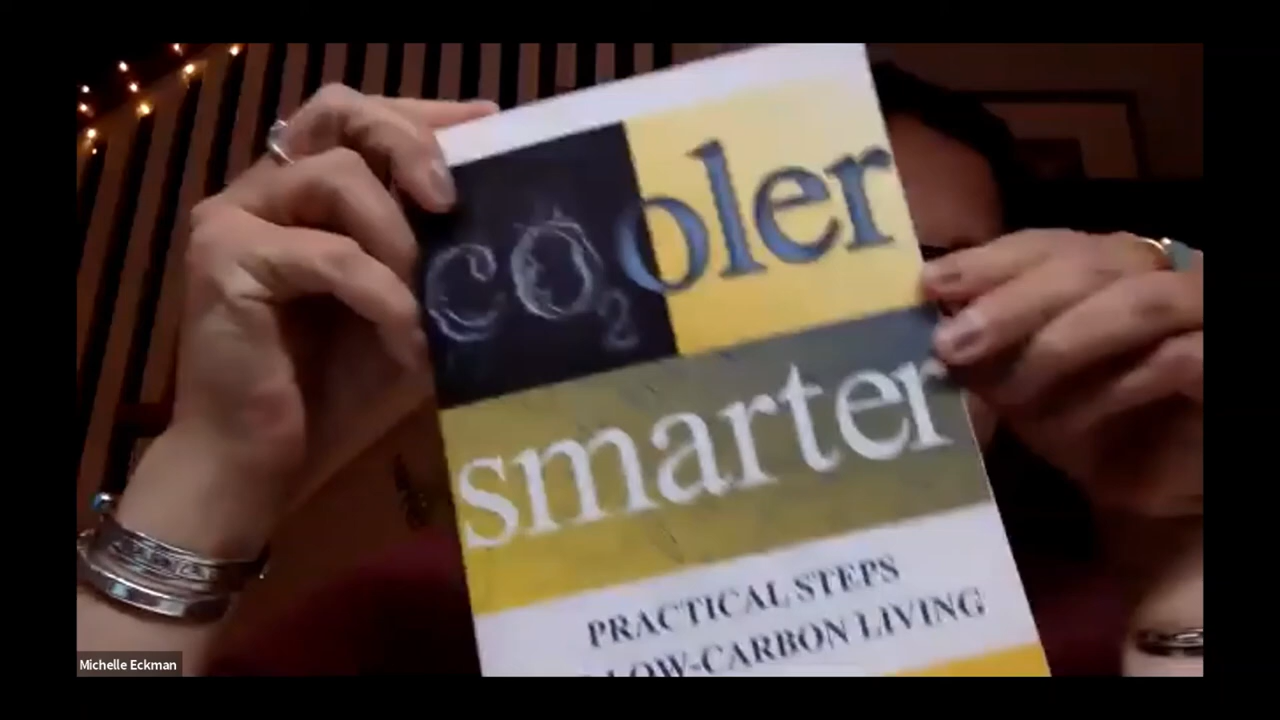 CO₂oler
smarter
PRACTICAL STEPS
LOW-CARBON LIVING
Michelle Eckman